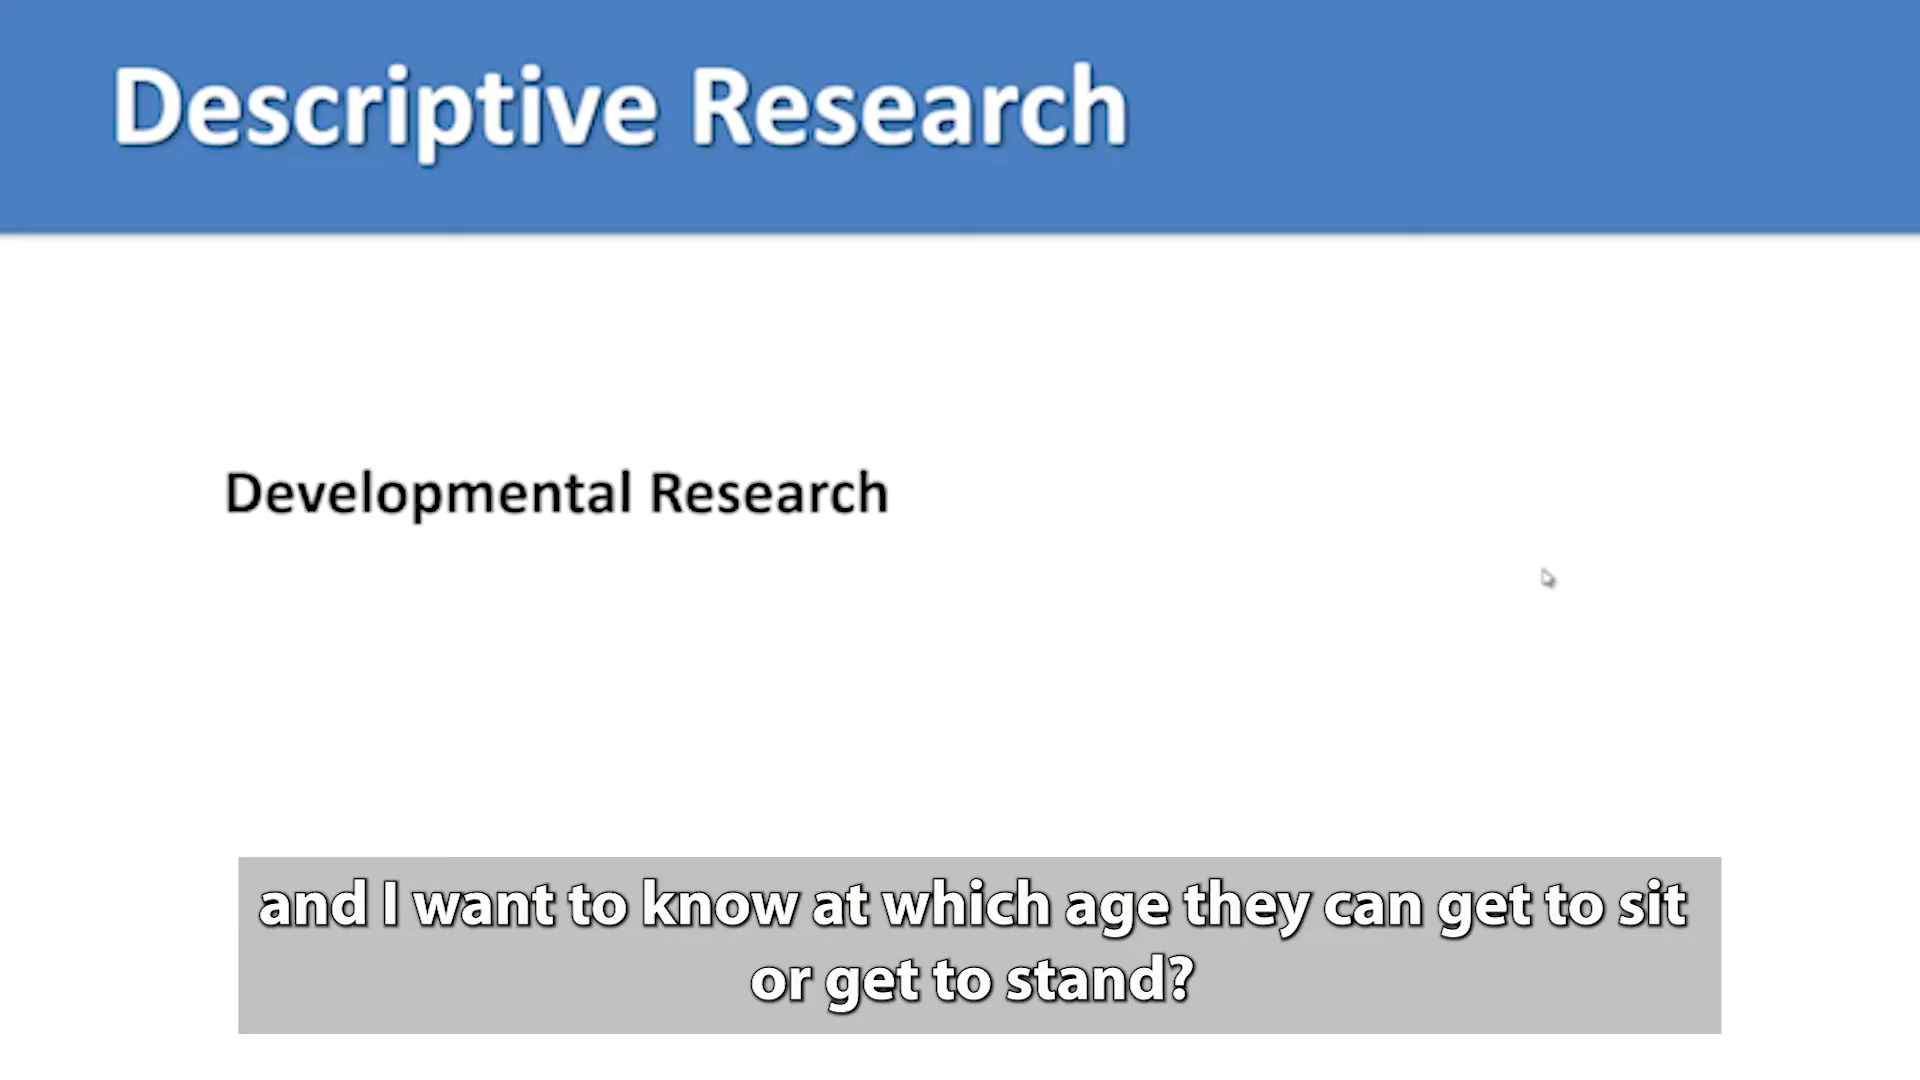 Descriptive Research
Developmental Research
and I want to know at which age they can get to sit
or get to stand?